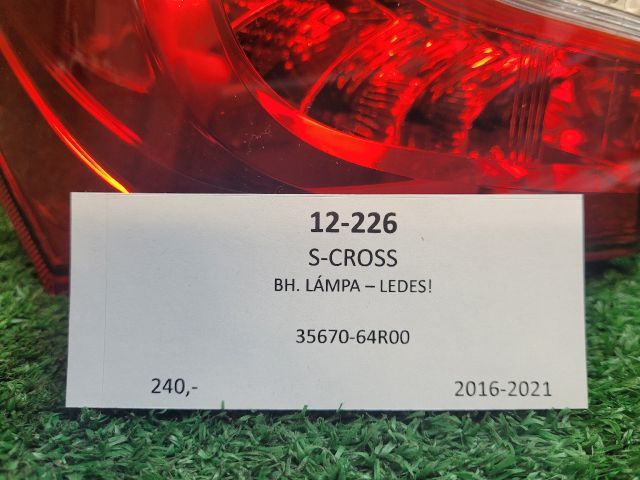 12-226
S-CROSS
BH. LÁMPA – LEDES!
35670-64R00
240,- 2016-2021